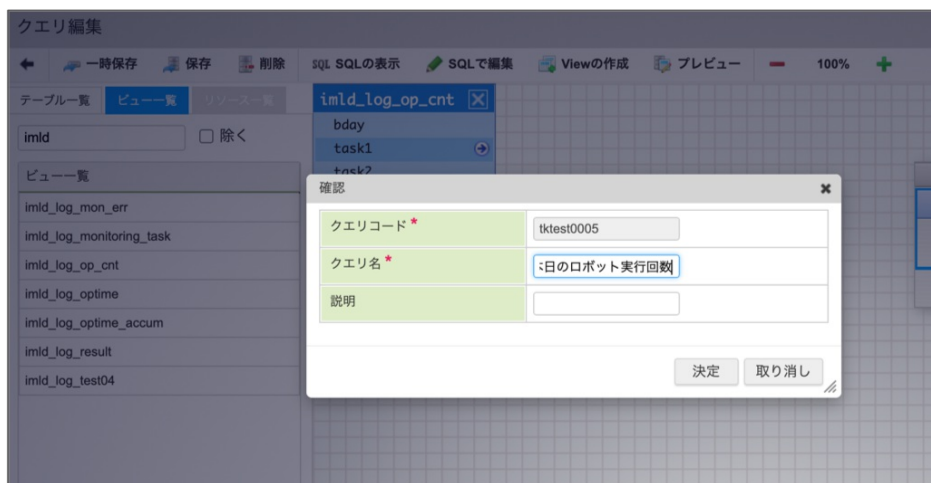 クエリ編集
一時保存 保存 削除 SQL SQLの表示 SQLで編集 Viewの作成 プレビュー 100%
テーブル一覧 ビュー一覧 リソース一覧
imld 除く
ビュー一覧
imld_log_mon_err
imld_log_monitoring_task
imld_log_op_cnt
imld_log_optime
imld_log_optime_accum
imld_log_result
imld_log_test04
imld_log_op_cnt
bday
task1
task2
確認
クエリコード * tktest0005
クエリ名 * 日のロボット実行回数
説明
決定 取り消し